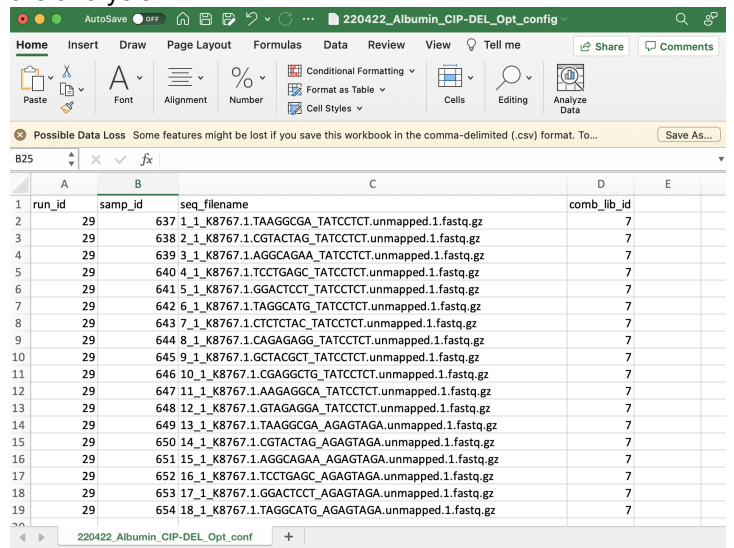 AutoSave OFF 220422_Albumin_CIP-DEL_Opt_config
Home Insert Draw Page Layout Formulas Data Review View Tell me Share Comments
Paste Font Alignment Number Conditional Formatting Format as Table Cell Styles Cells Editing Analyze Data
Possible Data Loss Some features might be lost if you save this workbook in the comma-delimited (.csv) format. To... Save As...
B25 fx
A B C D E
1 run_id samp_id seq_filename comb_lib_id
2 29 637 1_1_K8767.1.TAAGGCGA_TATCCTCT.unmapped.1.fastq.gz 7
3 29 638 2_1_K8767.1.CGTACTAG_TATCCTCT.unmapped.1.fastq.gz 7
4 29 639 3_1_K8767.1.AGGCAGAA_TATCCTCT.unmapped.1.fastq.gz 7
5 29 640 4_1_K8767.1.TCCTGAGC_TATCCTCT.unmapped.1.fastq.gz 7
6 29 641 5_1_K8767.1.GGACTCCT_TATCCTCT.unmapped.1.fastq.gz 7
7 29 642 6_1_K8767.1.TAGGCATG_TATCCTCT.unmapped.1.fastq.gz 7
8 29 643 7_1_K8767.1.CTCTCTAC_TATCCTCT.unmapped.1.fastq.gz 7
9 29 644 8_1_K8767.1.CAGAGAGG_TATCCTCT.unmapped.1.fastq.gz 7
10 29 645 9_1_K8767.1.GCTACGCT_TATCCTCT.unmapped.1.fastq.gz 7
11 29 646 10_1_K8767.1.CGAGGCTG_TATCCTCT.unmapped.1.fastq.gz 7
12 29 647 11_1_K8767.1.AAGAGGCA_TATCCTCT.unmapped.1.fastq.gz 7
13 29 648 12_1_K8767.1.GTAGAGGA_TATCCTCT.unmapped.1.fastq.gz 7
14 29 649 13_1_K8767.1.TAAGGCGA_AGAGTAGA.unmapped.1.fastq.gz 7
15 29 650 14_1_K8767.1.CGTACTAG_AGAGTAGA.unmapped.1.fastq.gz 7
16 29 651 15_1_K8767.1.AGGCAGAA_AGAGTAGA.unmapped.1.fastq.gz 7
17 29 652 16_1_K8767.1.TCCTGAGC_AGAGTAGA.unmapped.1.fastq.gz 7
18 29 653 17_1_K8767.1.GGACTCCT_AGAGTAGA.unmapped.1.fastq.gz 7
19 29 654 18_1_K8767.1.TAGGCATG_AGAGTAGA.unmapped.1.fastq.gz 7
220422_Albumin_CIP-DEL_Opt_conf +